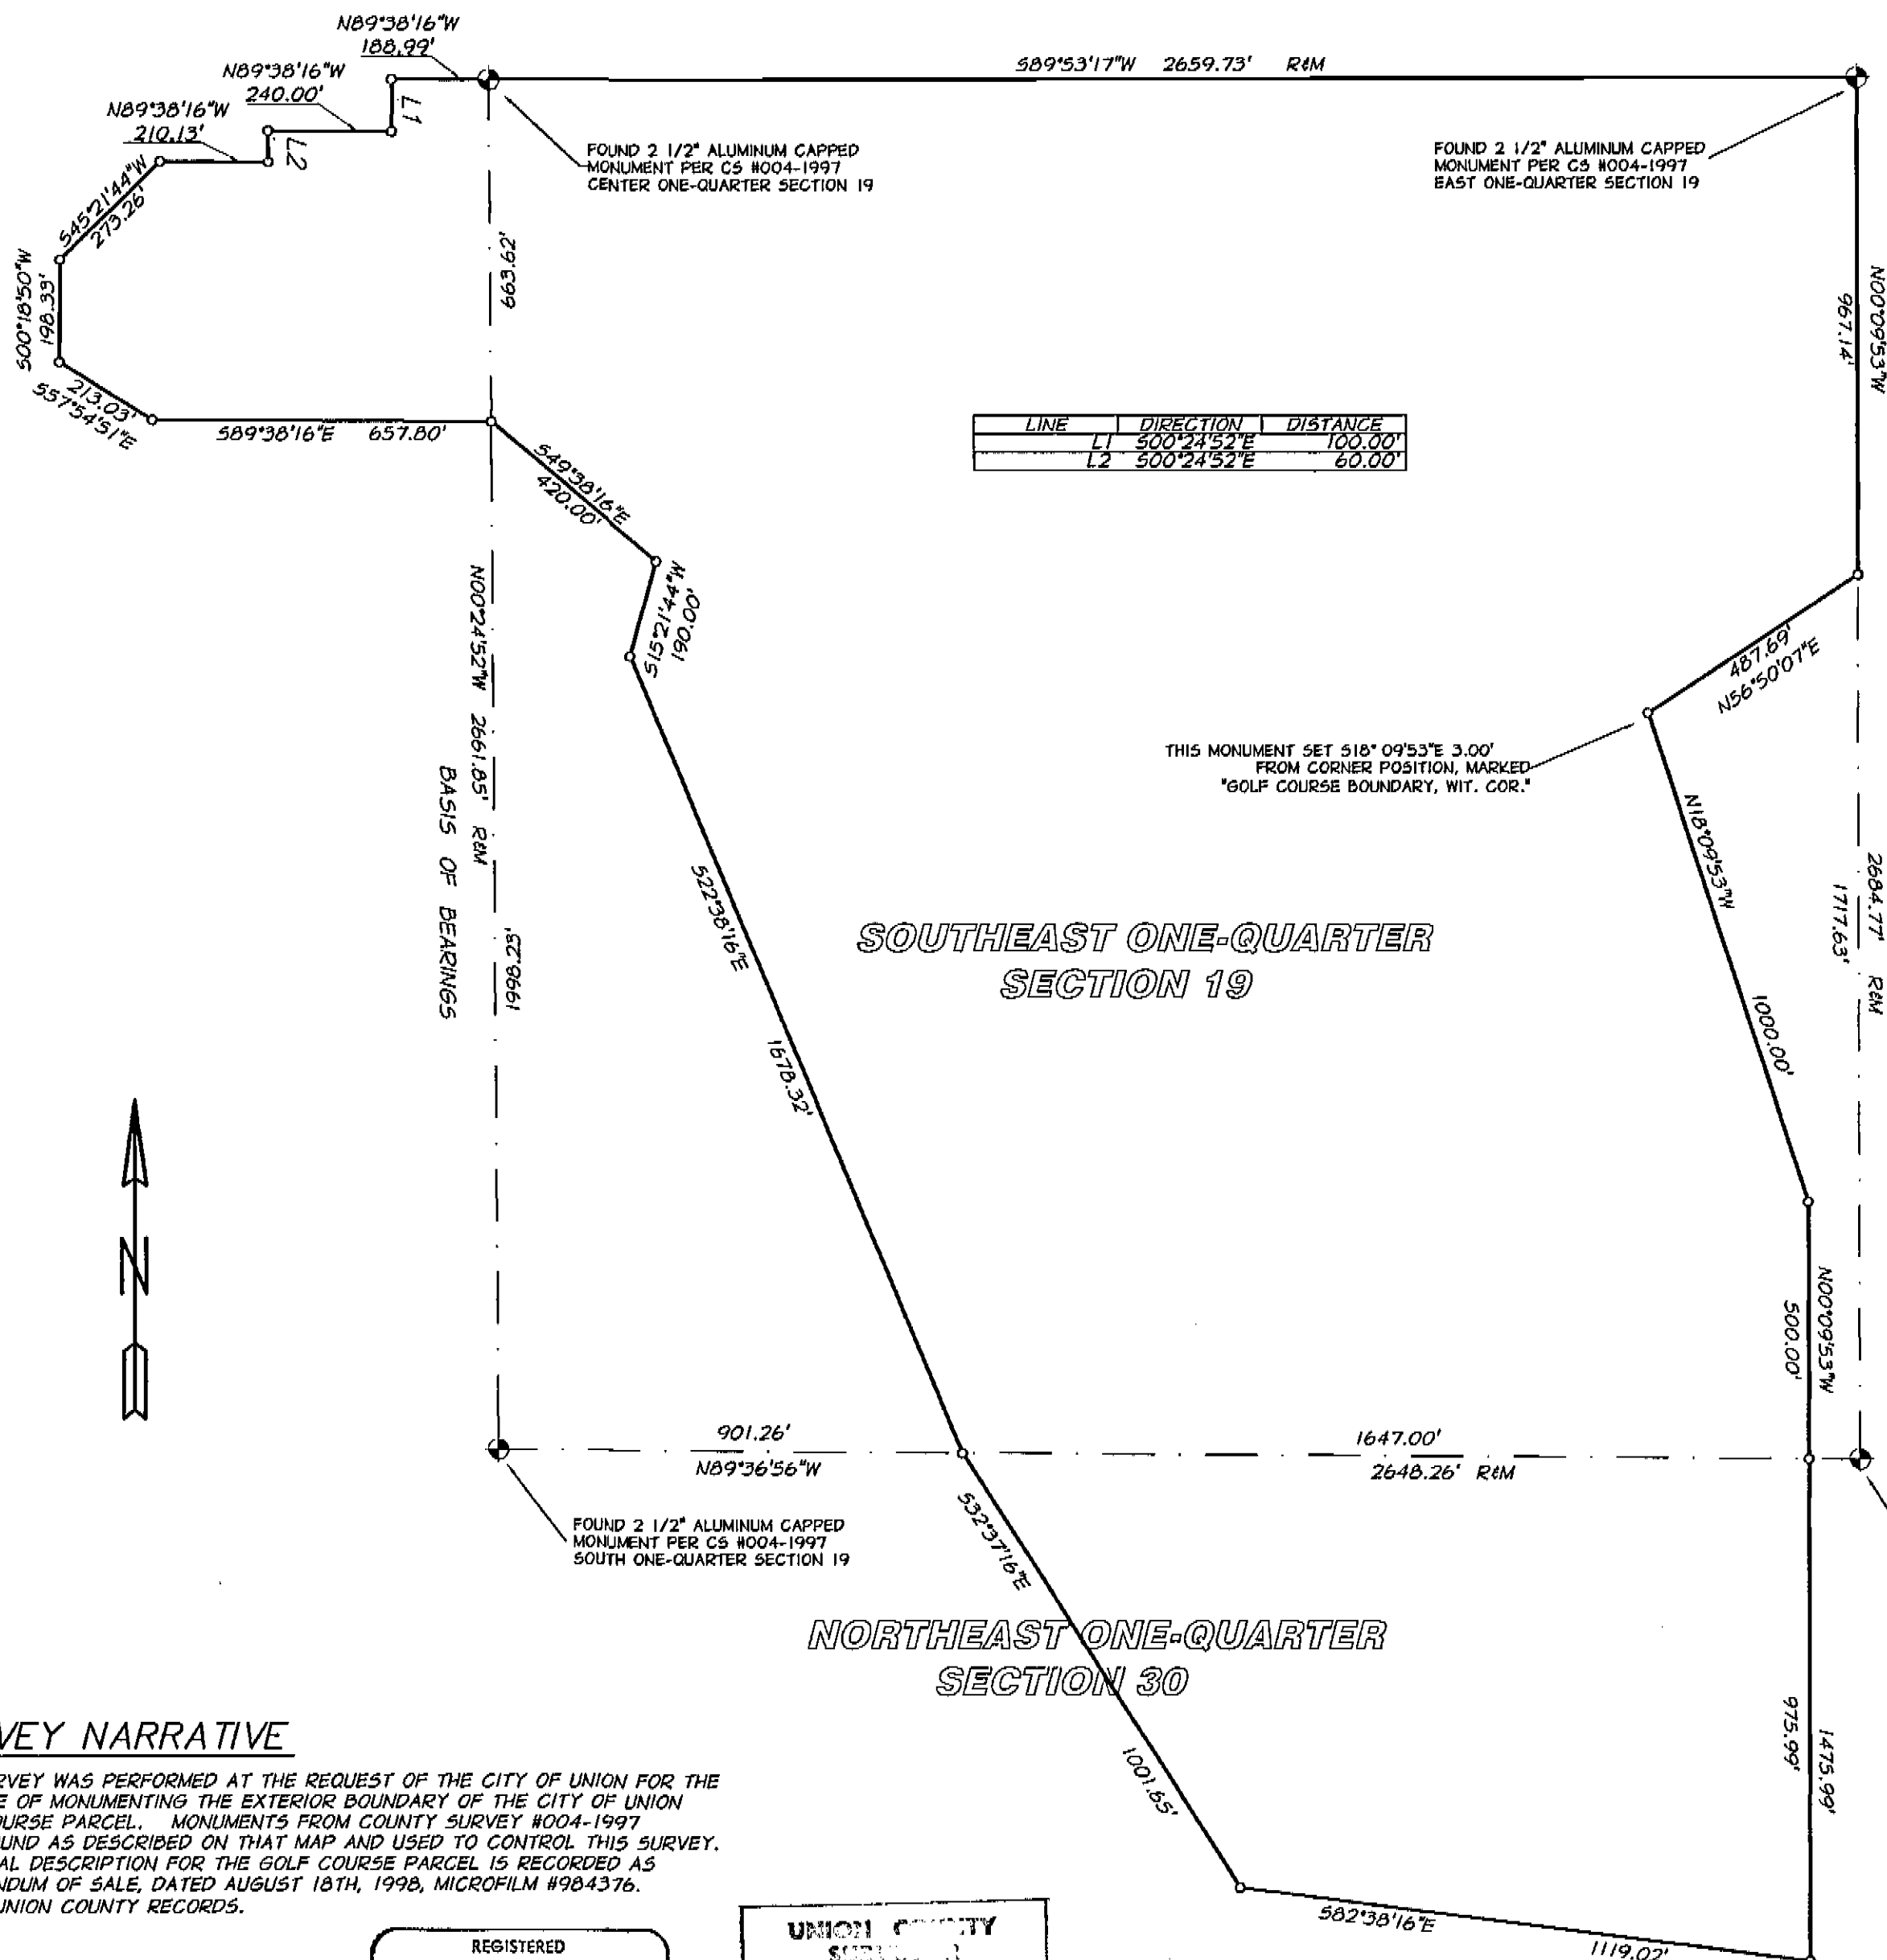 N89°38'16"W
188.99'
N89°38'16"W
240.00'
N89°38'16"W
210.13'
L1
L2
S89°53'17"W 2659.73' R&M
FOUND 2 1/2" ALUMINUM CAPPED
MONUMENT PER CS #004-1997
CENTER ONE-QUARTER SECTION 19
FOUND 2 1/2" ALUMINUM CAPPED
MONUMENT PER CS #004-1997
EAST ONE-QUARTER SECTION 19
S45°21'44"W
273.26'
S00°18'50"W
198.33'
213.03'
S57°54'51"E
S89°38'16"E 657.80'
663.62'
N00°09'53"W
967.14'
LINE DIRECTION DISTANCE
L1 S00°24'52"E 100.00'
L2 S00°24'52"E 60.00'
S49°38'16"E
420.00'
S15°21'44"W
190.00'
N00°24'52"W 2661.85' R&M
BASIS OF BEARINGS
1998.23'
487.69'
N56°50'07"E
THIS MONUMENT SET S18° 09'53"E 3.00'
FROM CORNER POSITION, MARKED
"GOLF COURSE BOUNDARY, WIT. COR."
N18°09'53"W
1000.00'
2684.77' R&M
1717.63'
S22°38'16"E
1678.32'
SOUTHEAST ONE-QUARTER
SECTION 19
N
N00°09'53"W
500.00'
901.26'
N89°36'56"W
1647.00'
2648.26' R&M
FOUND 2 1/2" ALUMINUM CAPPED
MONUMENT PER CS #004-1997
SOUTH ONE-QUARTER SECTION 19
S32°37'16"E
1001.65'
NORTHEAST ONE-QUARTER
SECTION 30
975.99'
1475.99'
VEY NARRATIVE
RVEY WAS PERFORMED AT THE REQUEST OF THE CITY OF UNION FOR THE
E OF MONUMENTING THE EXTERIOR BOUNDARY OF THE CITY OF UNION
OURSE PARCEL. MONUMENTS FROM COUNTY SURVEY #004-1997
UND AS DESCRIBED ON THAT MAP AND USED TO CONTROL THIS SURVEY.
AL DESCRIPTION FOR THE GOLF COURSE PARCEL IS RECORDED AS
NDUM OF SALE, DATED AUGUST 18TH, 1998, MICROFILM #984376.
UNION COUNTY RECORDS.
REGISTERED
UNION
S82°38'16"E
1119.02'